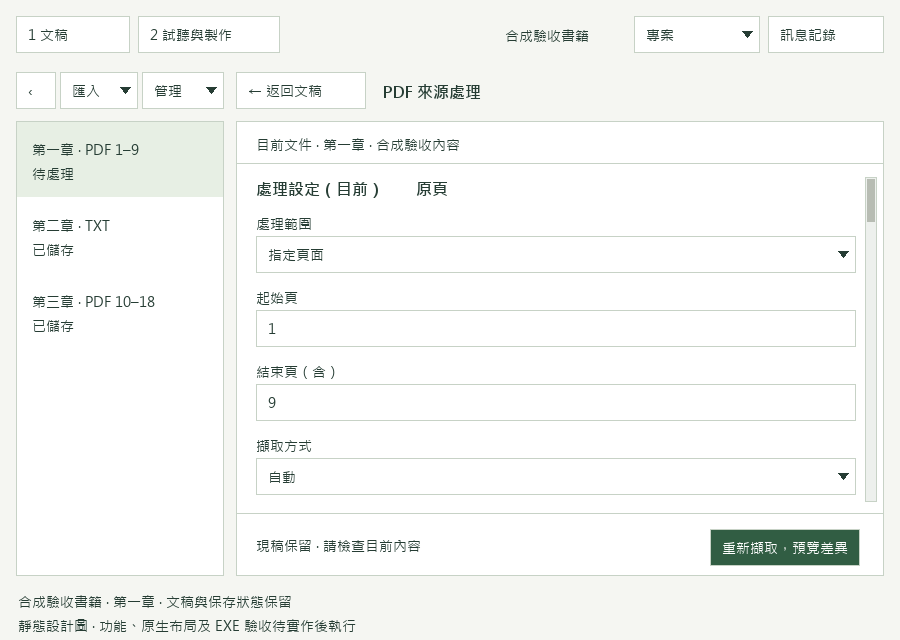 1 文稿
2 試聽與製作
合成驗收書籍
專案
訊息記錄
‹
匯入
管理
← 返回文稿
PDF 來源處理
第一章 · PDF 1–9
待處理
第二章 · TXT
已儲存
第三章 · PDF 10–18
已儲存
目前文件 · 第一章 · 合成驗收內容
處理設定（目前）
原頁
處理範圍
指定頁面
起始頁
1
結束頁（含）
9
擷取方式
自動
現稿保留 · 請檢查目前內容
重新擷取，預覽差異
合成驗收書籍 · 第一章 · 文稿與保存狀態保留
靜態設計圖 · 功能、原生布局及 EXE 驗收待實作後執行